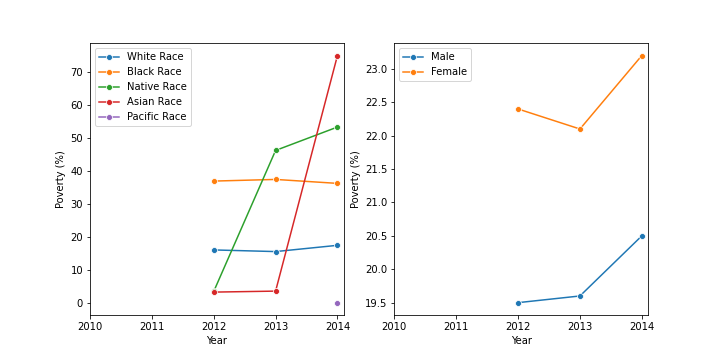 White Race
Black Race
Native Race
Asian Race
Pacific Race
Poverty (%)
70
60
50
40
30
20
10
0
2010 2011 2012 2013 2014
Year
Male
Female
Poverty (%)
23.0
22.5
22.0
21.5
21.0
20.5
20.0
19.5
2010 2011 2012 2013 2014
Year